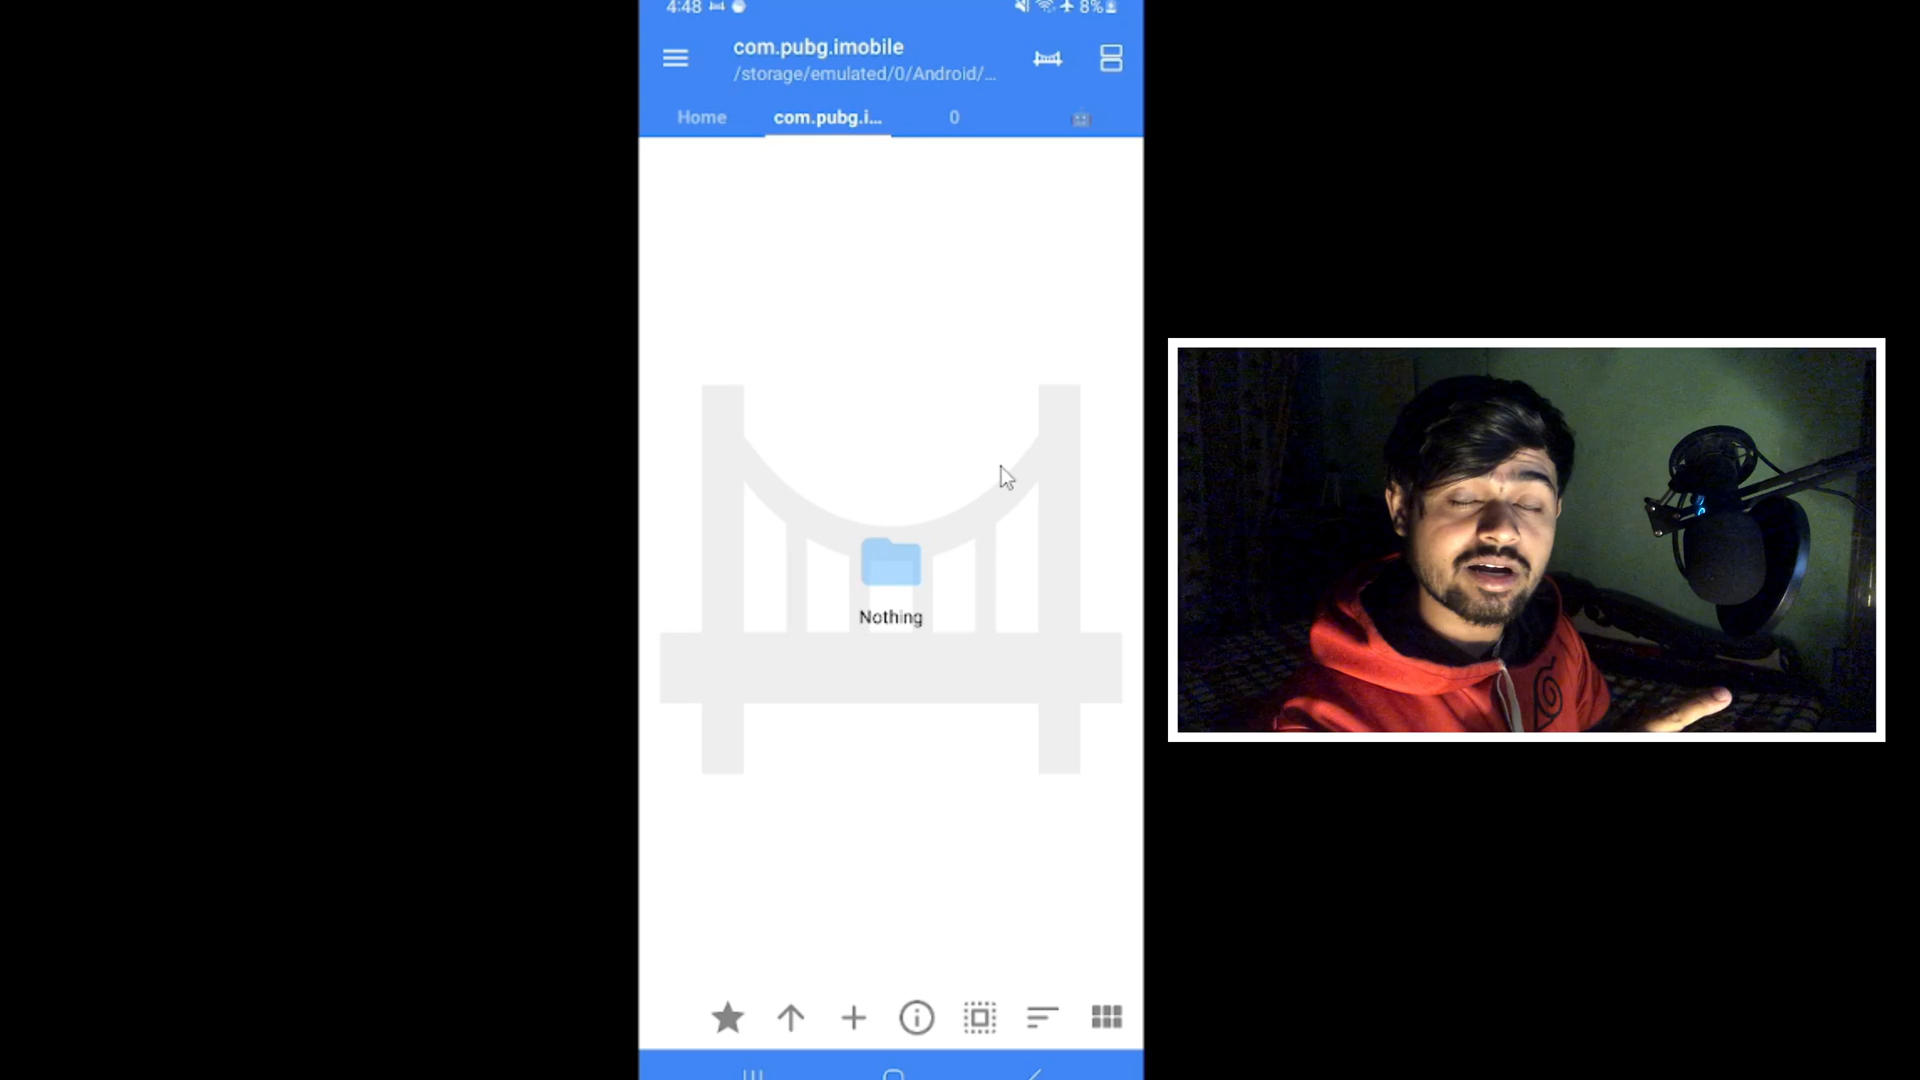 4:48
8%
com.pubg.imobile
/storage/emulated/0/Android/...
Home
com.pubg.i...
0
Nothing